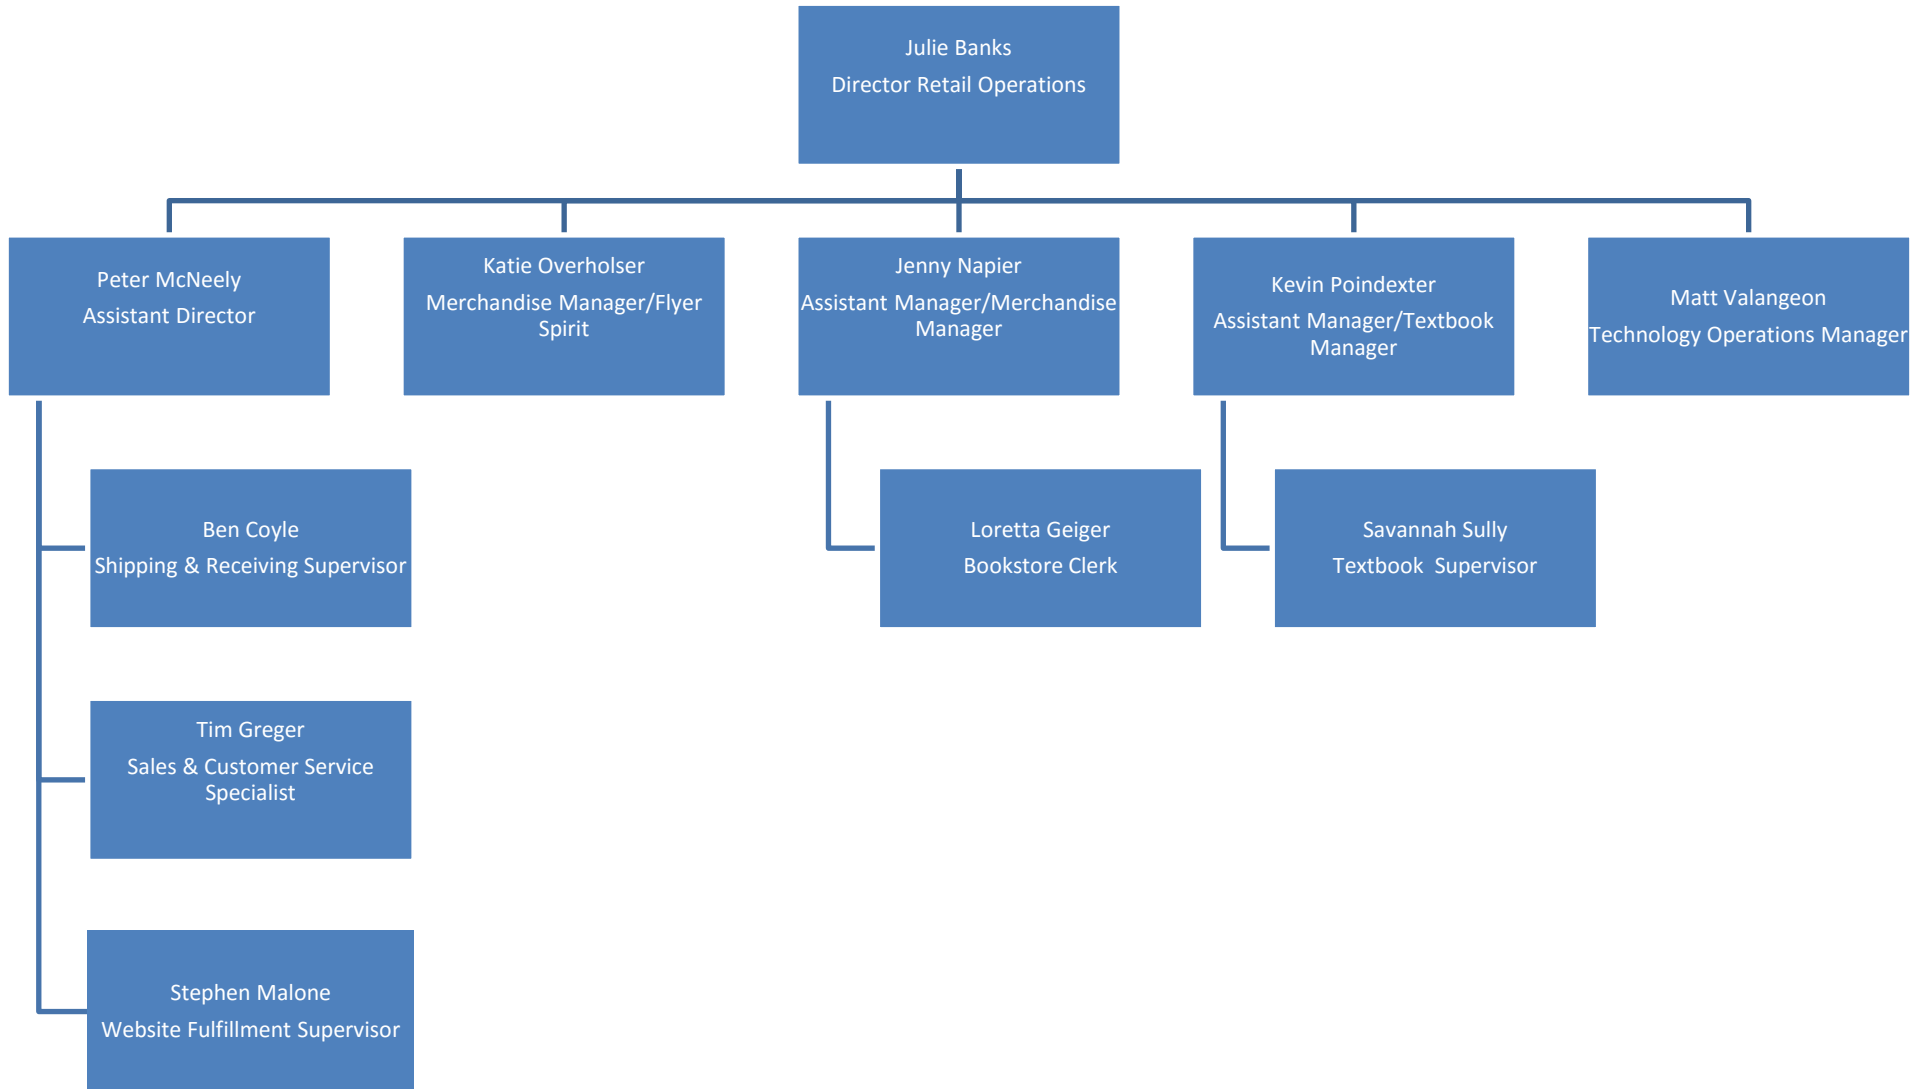 Julie Banks
Director Retail Operations
Peter McNeely
Assistant Director
Katie Overholser
Merchandise Manager/Flyer
Spirit
Jenny Napier
Assistant Manager/Merchandise
Manager
Kevin Poindexter
Assistant Manager/Textbook
Manager
Matt Valangeon
Technology Operations Manager
Ben Coyle
Shipping & Receiving Supervisor
Loretta Geiger
Bookstore Clerk
Savannah Sully
Textbook  Supervisor
Tim Greger
Sales & Customer Service
Specialist
Stephen Malone
Website Fulfillment Supervisor